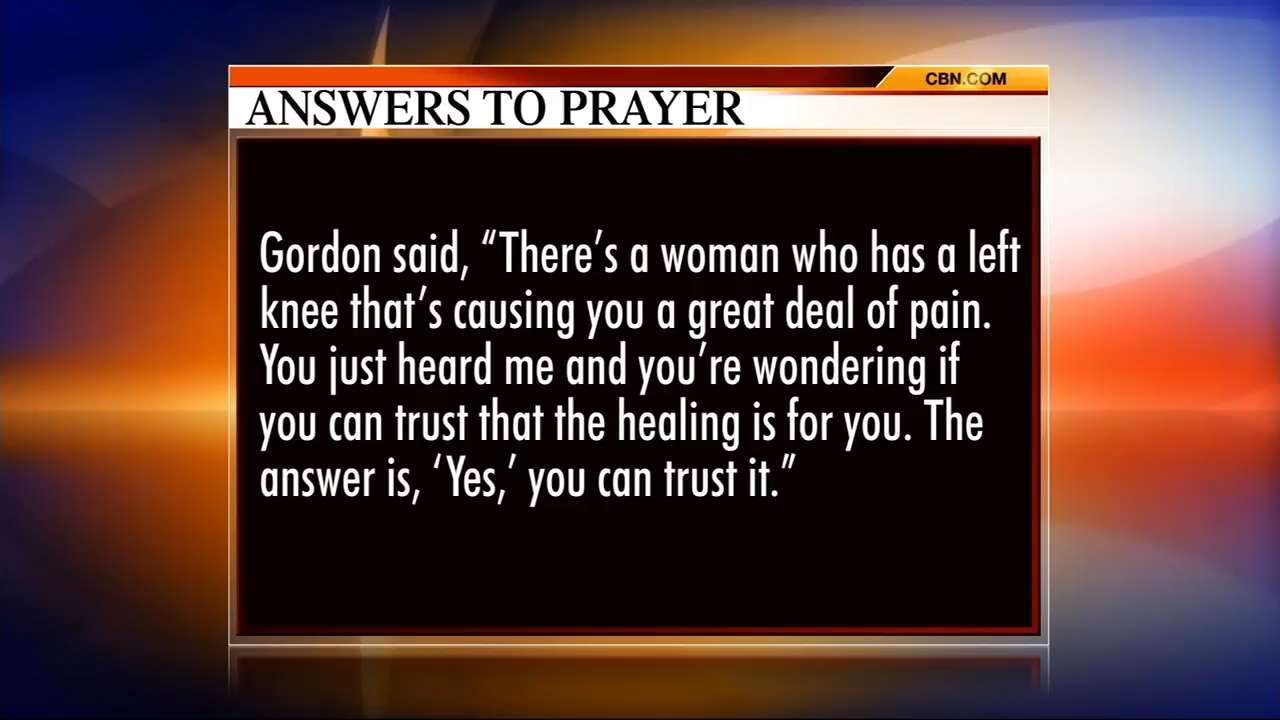 CBN.COM
ANSWERS TO PRAYER
Gordon said, “There’s a woman who has a left
knee that’s causing you a great deal of pain.
You just heard me and you’re wondering if
you can trust that the healing is for you. The
answer is, ‘Yes,’ you can trust it.”